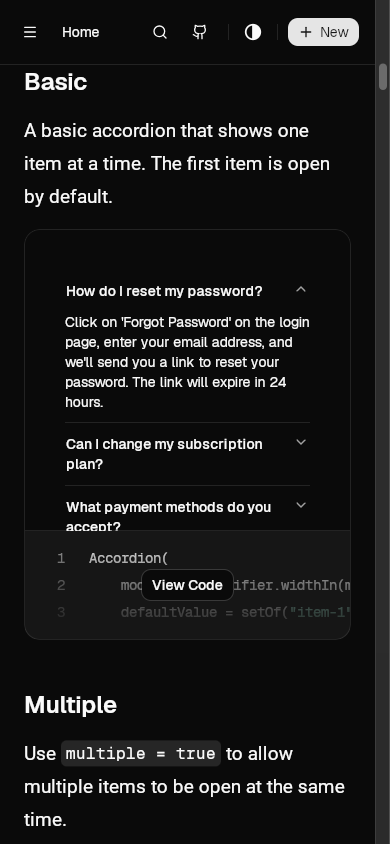 Home
New
Basic
A basic accordion that shows one
item at a time. The first item is open
by default.
How do I reset my password?
Click on 'Forgot Password' on the login
page, enter your email address, and
we'll send you a link to reset your
password. The link will expire in 24
hours.
Can I change my subscription
plan?
What payment methods do you
accept?
1 Accordion(
2 mod
View Code
ifier.widthIn(m
3 defaultValue = setOf("item-1"
Multiple
Use multiple = true to allow
multiple items to be open at the same
time.